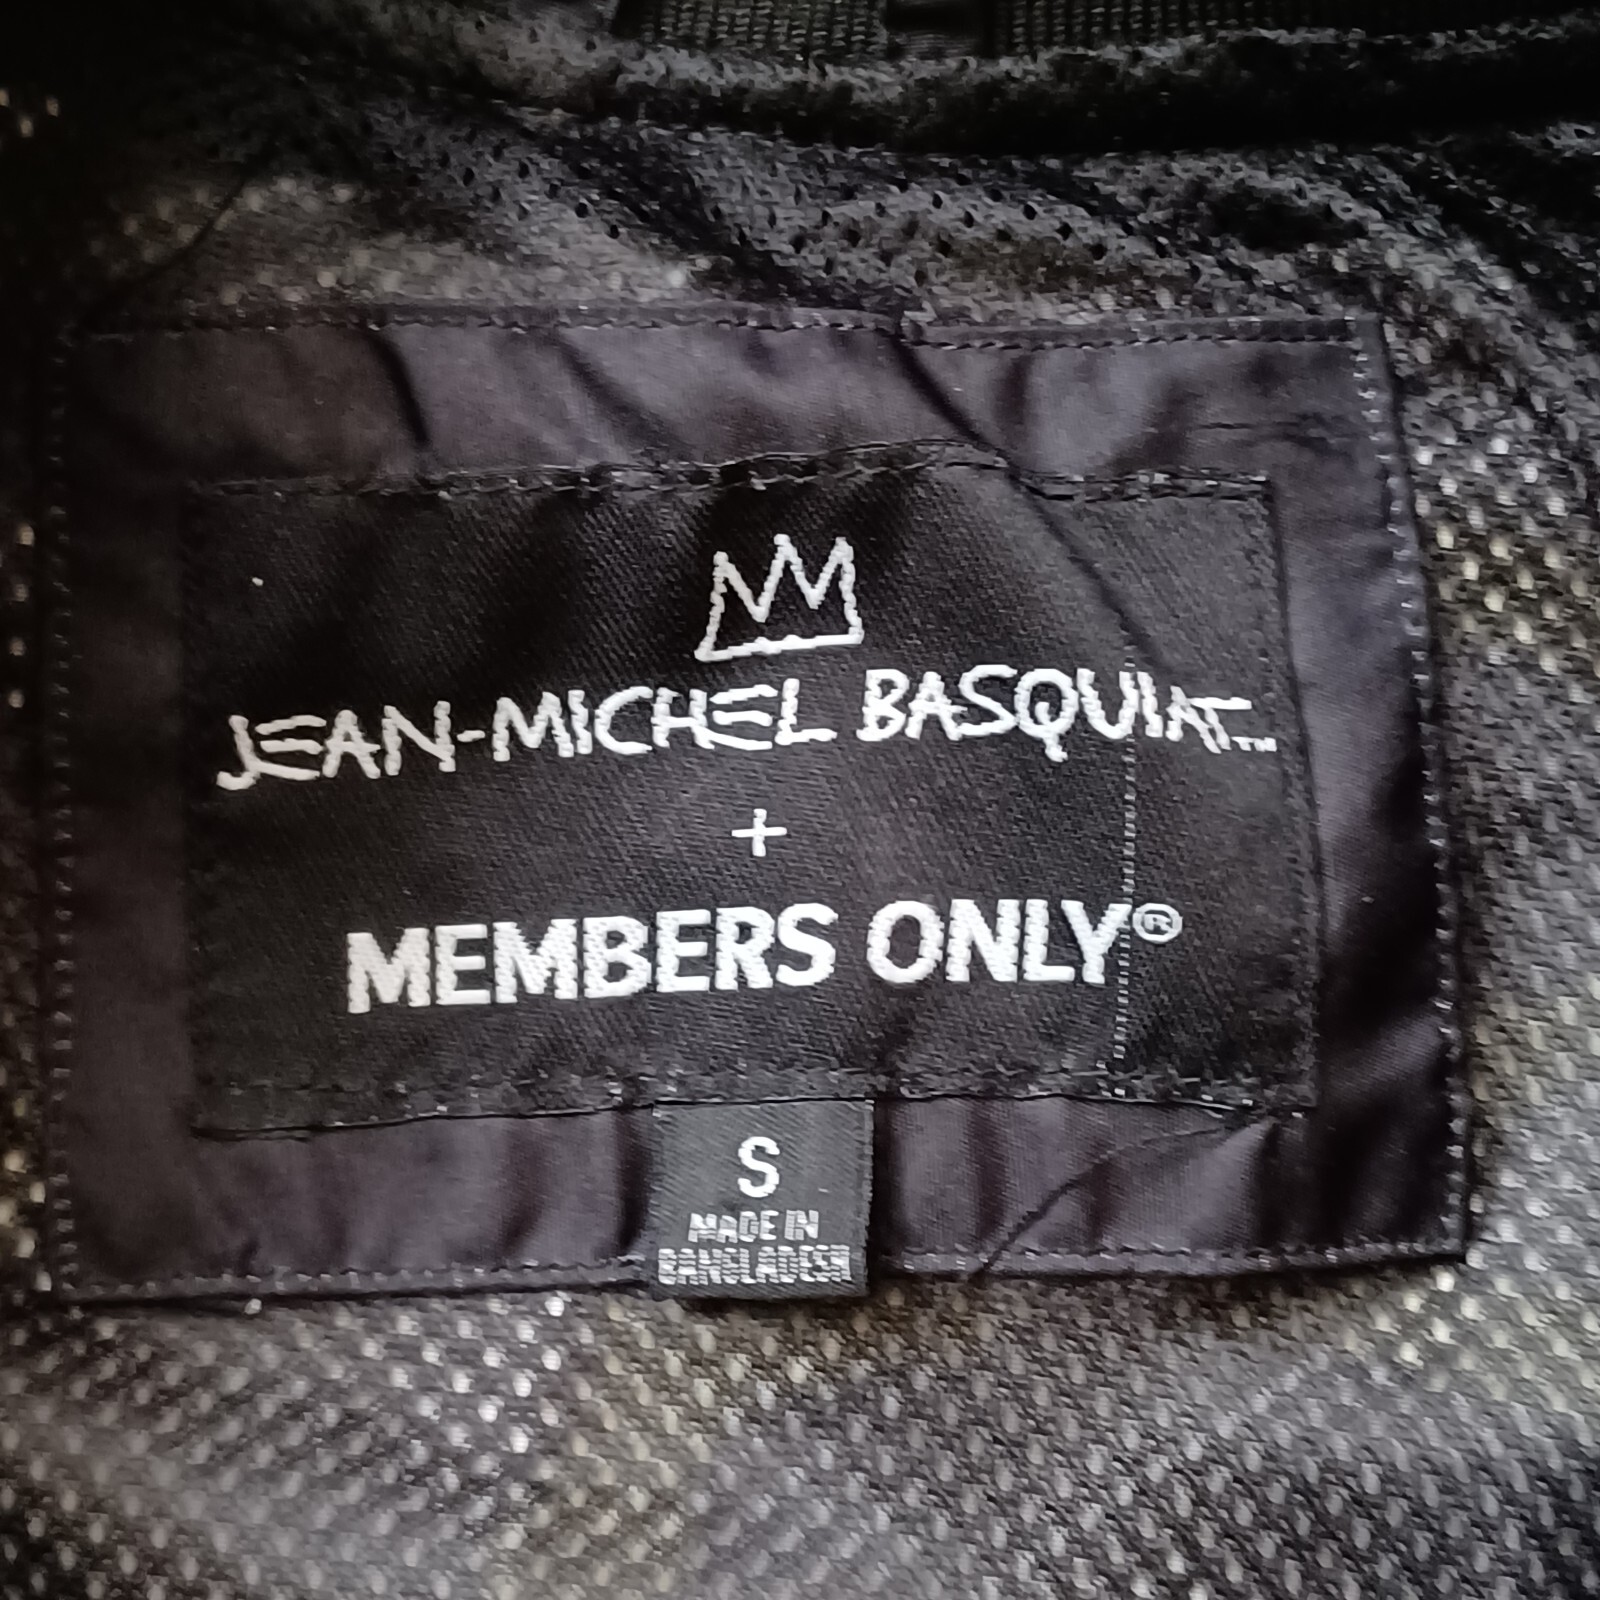 JEAN-MICHEL BASQUIAT™
+
MEMBERS ONLY®
S
MADE IN
BANGLADESH